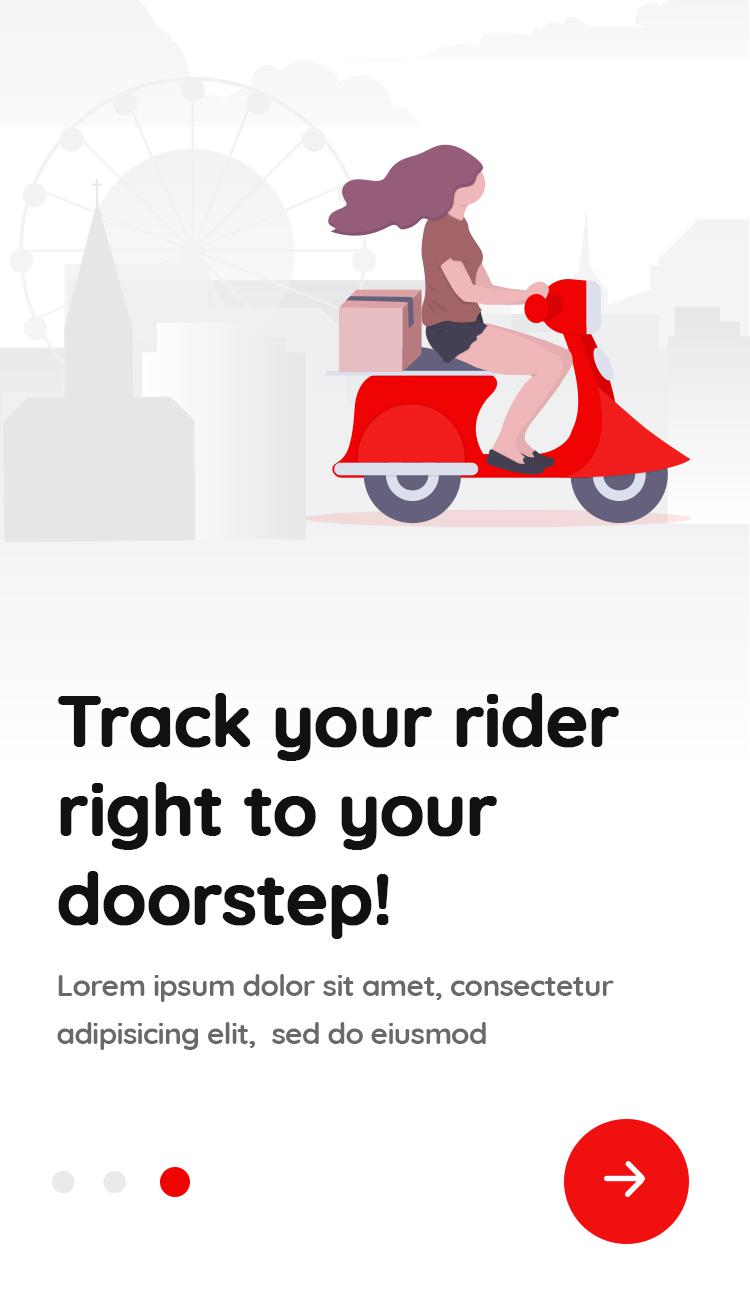 Track your rider
right to your
doorstep!
Lorem ipsum dolor sit amet, consectetur
adipisicing elit,  sed do eiusmod